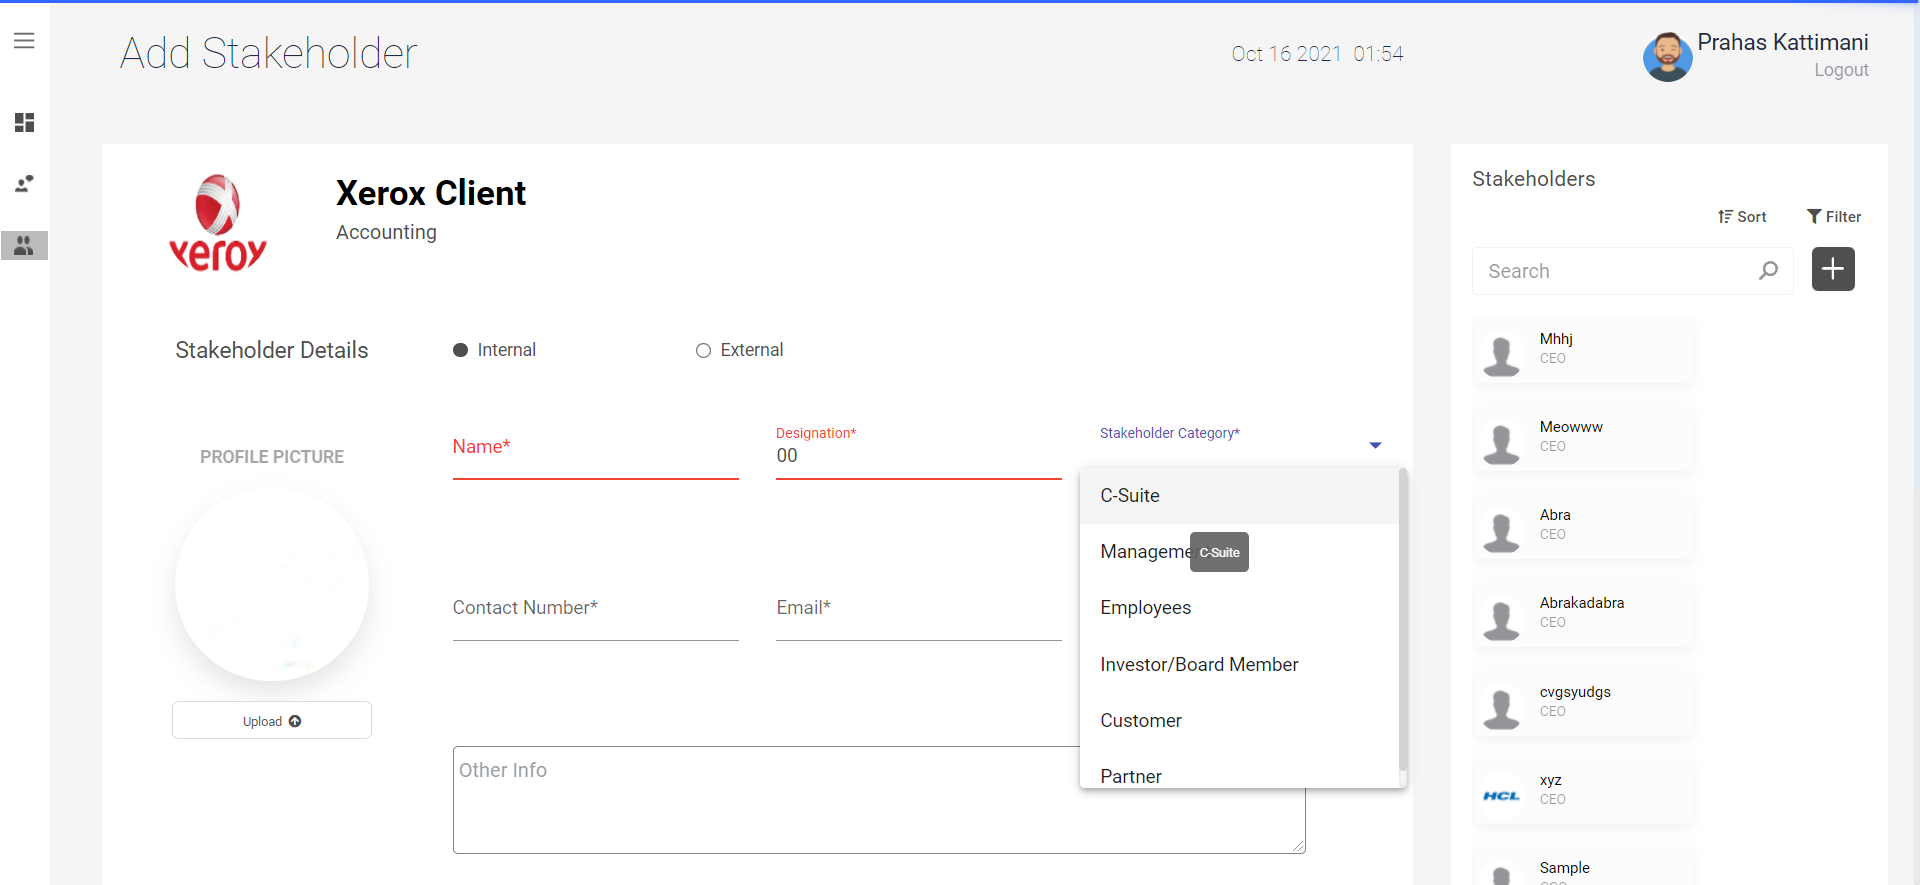 Add Stakeholder
Oct 16 2021 01:54
Prahas Kattimani
Logout
xeroy
Xerox Client
Accounting
Stakeholder Details
Internal
External
PROFILE PICTURE
Upload
Name*
Designation*
00
Stakeholder Category*
C-Suite
Manageme
C-Suite
Employees
Investor/Board Member
Customer
Partner
Contact Number*
Email*
Other Info
Stakeholders
Sort
Filter
Search
Mhhj
CEO
Meowww
CEO
Abra
CEO
Abrakadabra
CEO
cvgsyudgs
CEO
HCL
xyz
CEO
Sample